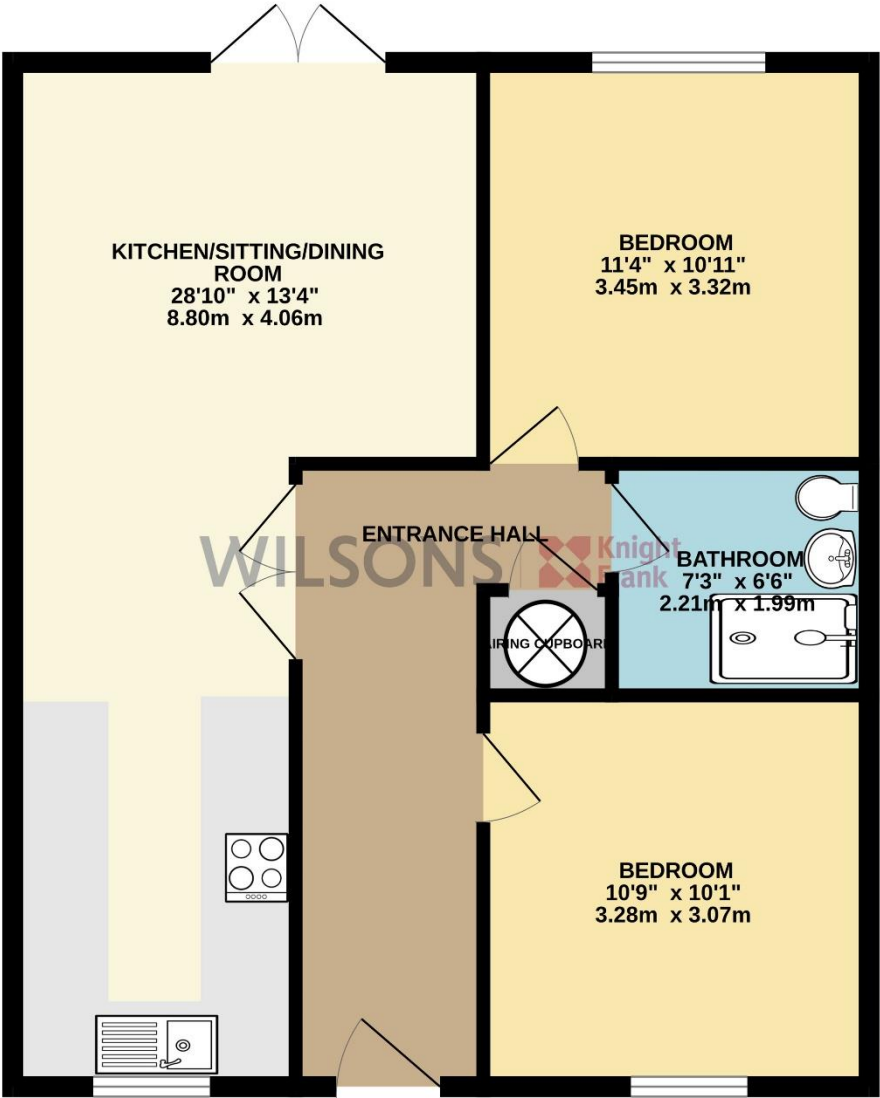 KITCHEN/SITTING/DINING
ROOM
28'10" x 13'4"
8.80m x 4.06m
BEDROOM
11'4" x 10'11"
3.45m x 3.32m
ENTRANCE HALL
WILSONS
Knight
Frank
BATHROOM
7'3" x 6'6"
2.21m x 1.99m
AIRING CUPBOARD
BEDROOM
10'9" x 10'1"
3.28m x 3.07m